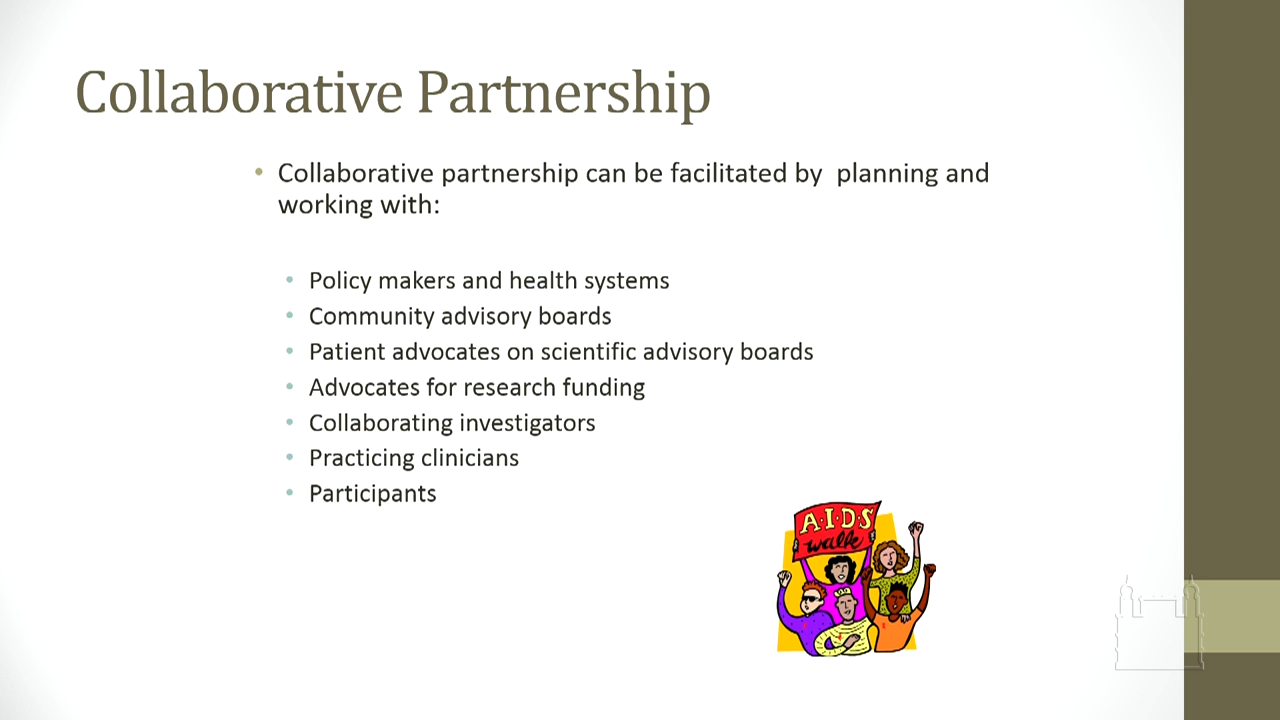 Collaborative Partnership
• Collaborative partnership can be facilitated by  planning and
working with:
• Policy makers and health systems
• Community advisory boards
• Patient advocates on scientific advisory boards
• Advocates for research funding
• Collaborating investigators
• Practicing clinicians
• Participants
A·I·D·S
walk